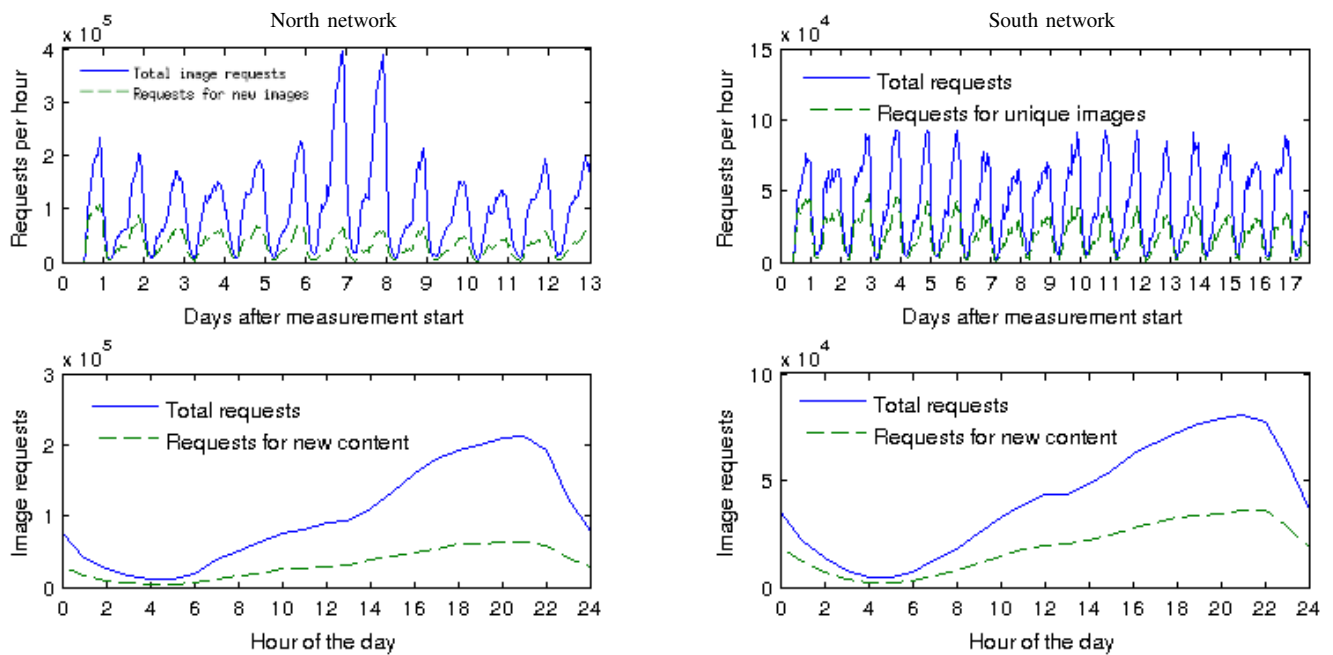 North network
x 10^5
Requests per hour
4
3
2
1
0
Total image requests
Requests for new images
0 1 2 3 4 5 6 7 8 9 10 11 12 13
Days after measurement start
South network
x 10^4
Requests per hour
15
10
5
0
Total requests
Requests for unique images
0 1 2 3 4 5 6 7 8 9 10 11 12 13 14 15 16 17
Days after measurement start
x 10^5
Image requests
3
2
1
0
Total requests
Requests for new content
0 2 4 6 8 10 12 14 16 18 20 22 24
Hour of the day
x 10^4
Image requests
10
5
0
Total requests
Requests for new content
0 2 4 6 8 10 12 14 16 18 20 22 24
Hour of the day